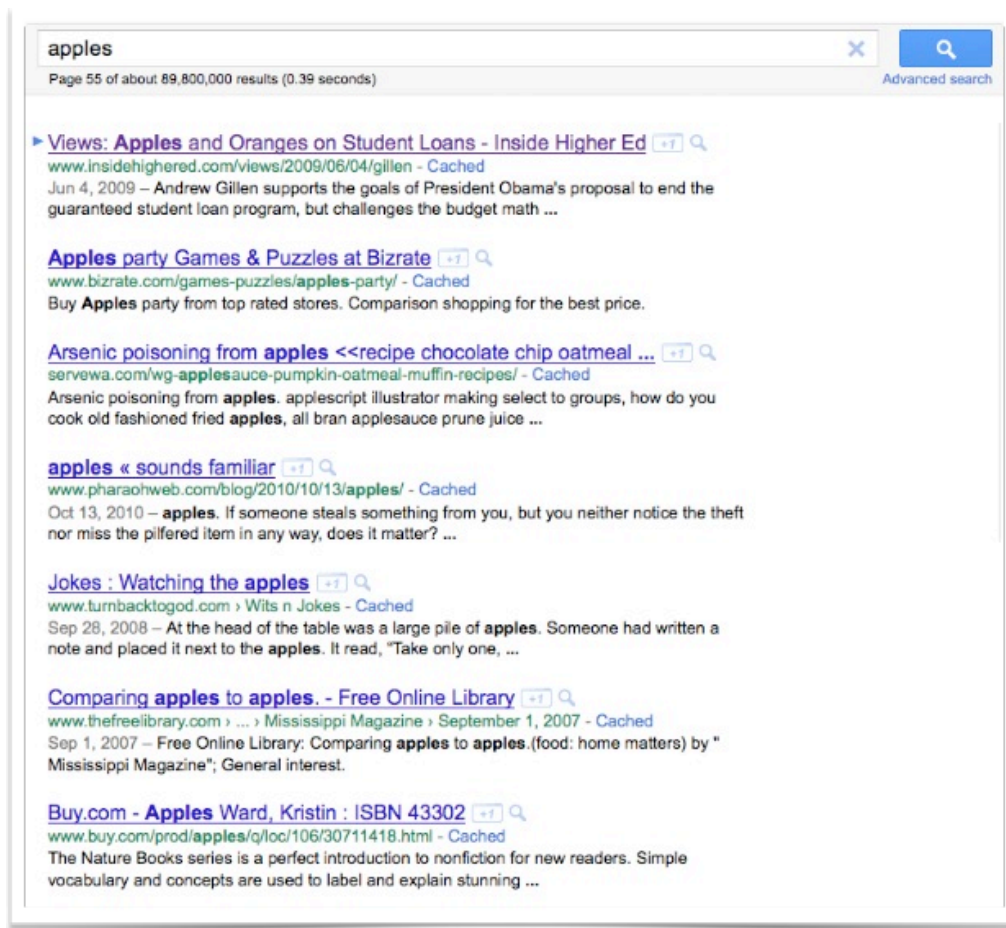 apples
Page 55 of about 89,800,000 results (0.39 seconds)
Advanced search
Views: Apples and Oranges on Student Loans - Inside Higher Ed +1
www.insidehighered.com/views/2009/06/04/gillen - Cached
Jun 4, 2009 – Andrew Gillen supports the goals of President Obama's proposal to end the
guaranteed student loan program, but challenges the budget math ...
Apples party Games & Puzzles at Bizrate +1
www.bizrate.com/games-puzzles/apples-party/ - Cached
Buy Apples party from top rated stores. Comparison shopping for the best price.
Arsenic poisoning from apples <<recipe chocolate chip oatmeal ... +1
servewa.com/wg-applesauce-pumpkin-oatmeal-muffin-recipes/ - Cached
Arsenic poisoning from apples. applescript illustrator making select to groups, how do you
cook old fashioned fried apples, all bran applesauce prune juice ...
apples « sounds familiar +1
www.pharaohweb.com/blog/2010/10/13/apples/ - Cached
Oct 13, 2010 – apples. If someone steals something from you, but you neither notice the theft
nor miss the pilfered item in any way, does it matter? ...
Jokes : Watching the apples +1
www.turnbacktogod.com › Wits n Jokes - Cached
Sep 28, 2008 – At the head of the table was a large pile of apples. Someone had written a
note and placed it next to the apples. It read, "Take only one, ...
Comparing apples to apples. - Free Online Library +1
www.thefreelibrary.com › ... › Mississippi Magazine › September 1, 2007 - Cached
Sep 1, 2007 – Free Online Library: Comparing apples to apples.(food: home matters) by "
Mississippi Magazine"; General interest.
Buy.com - Apples Ward, Kristin : ISBN 43302 +1
www.buy.com/prod/apples/q/loc/106/30711418.html - Cached
The Nature Books series is a perfect introduction to nonfiction for new readers. Simple
vocabulary and concepts are used to label and explain stunning ...